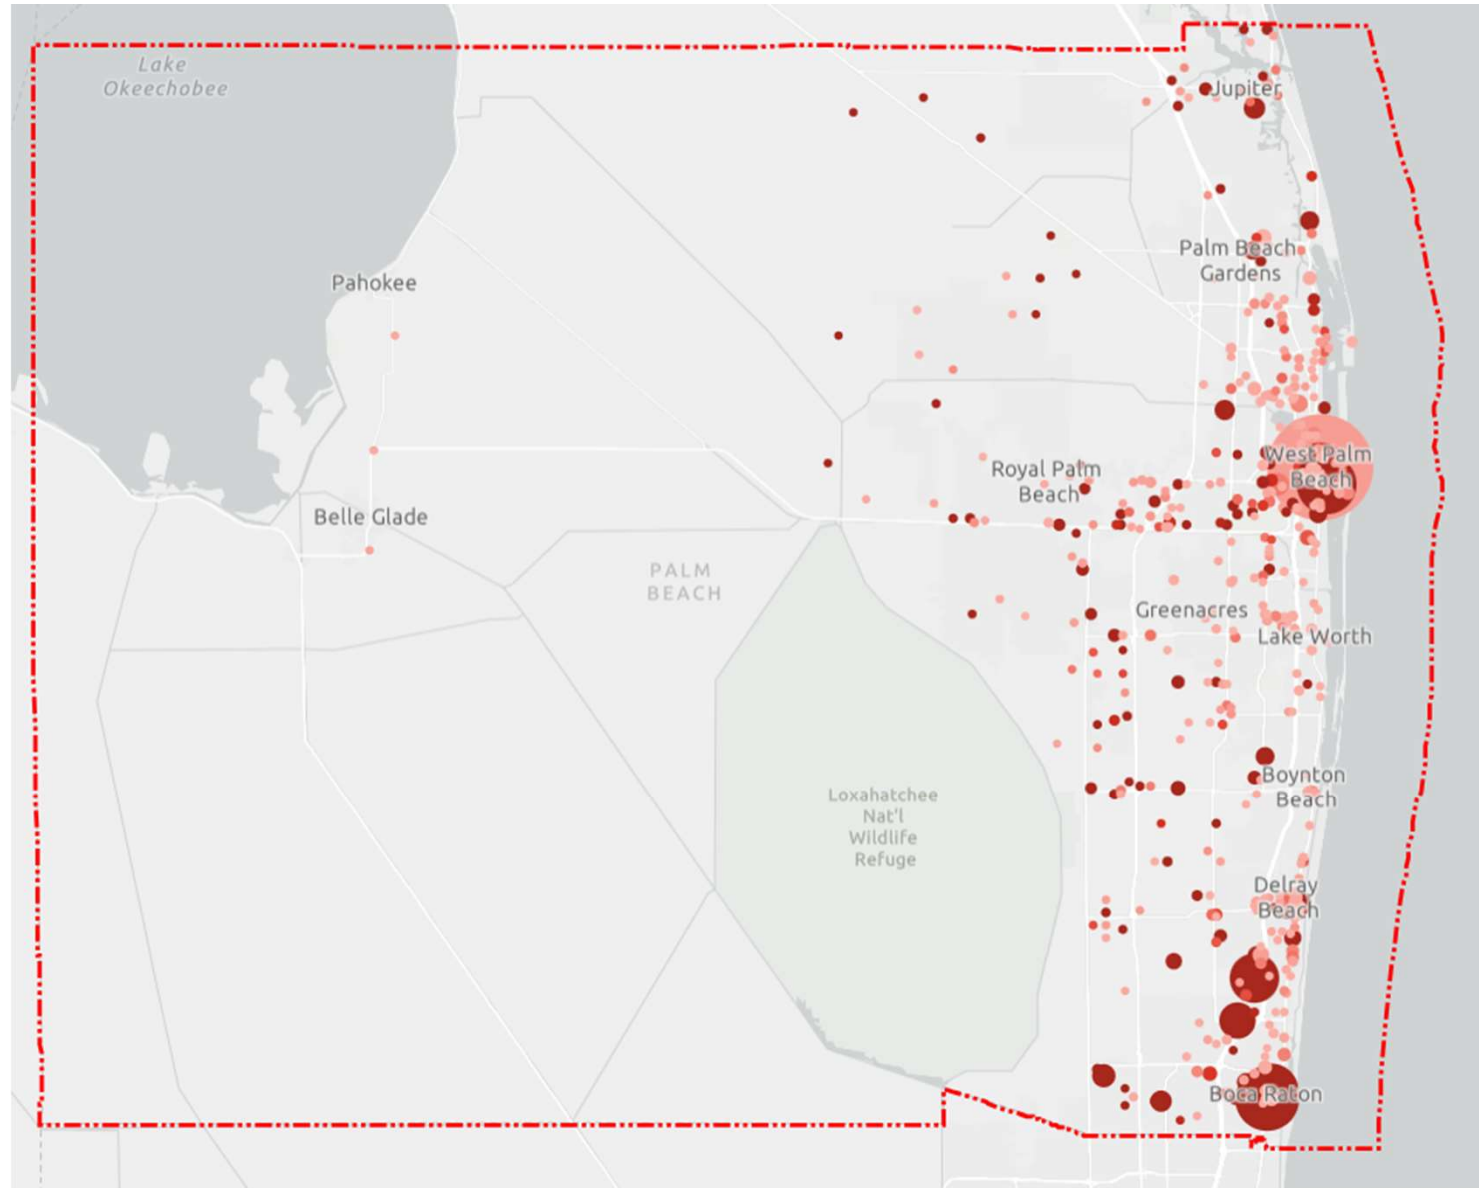 Lake
Okeechobee
Jupiter
Palm Beach
Gardens
Pahokee
West Palm
Beach
Royal Palm
Beach
Belle Glade
PALM
BEACH
Greenacres
Lake Worth
Boynton
Beach
Loxahatchee
Nat'l
Wildlife
Refuge
Delray
Beach
Boca Raton